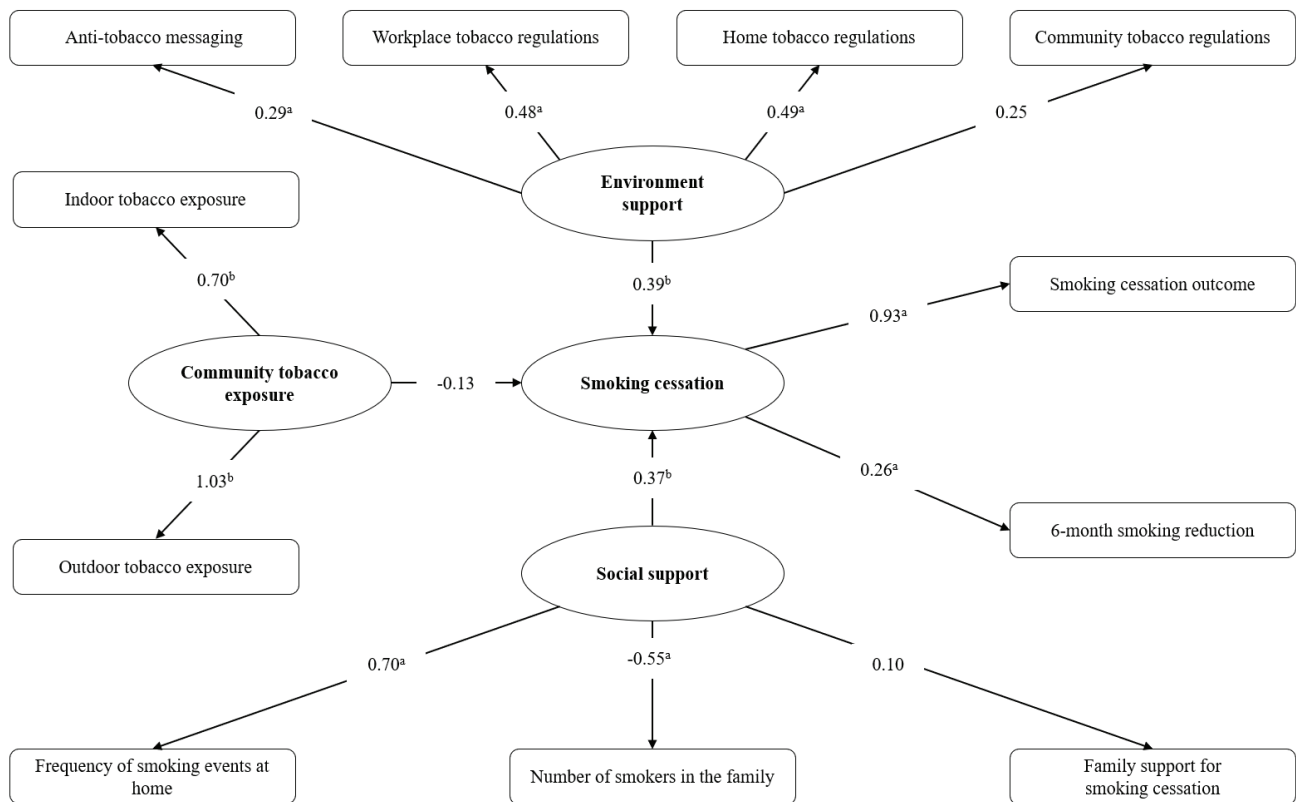 Anti-tobacco messaging
Workplace tobacco regulations
Home tobacco regulations
Community tobacco regulations
0.29ᵃ
0.48ᵃ
0.49ᵃ
0.25
Environment
support
Indoor tobacco exposure
0.70ᵇ
0.39ᵇ
Smoking cessation outcome
0.93ᵃ
Community tobacco
exposure
-0.13
Smoking cessation
1.03ᵇ
0.37ᵇ
0.26ᵃ
6-month smoking reduction
Outdoor tobacco exposure
Social support
0.70ᵃ
-0.55ᵃ
0.10
Frequency of smoking events at
home
Number of smokers in the family
Family support for
smoking cessation